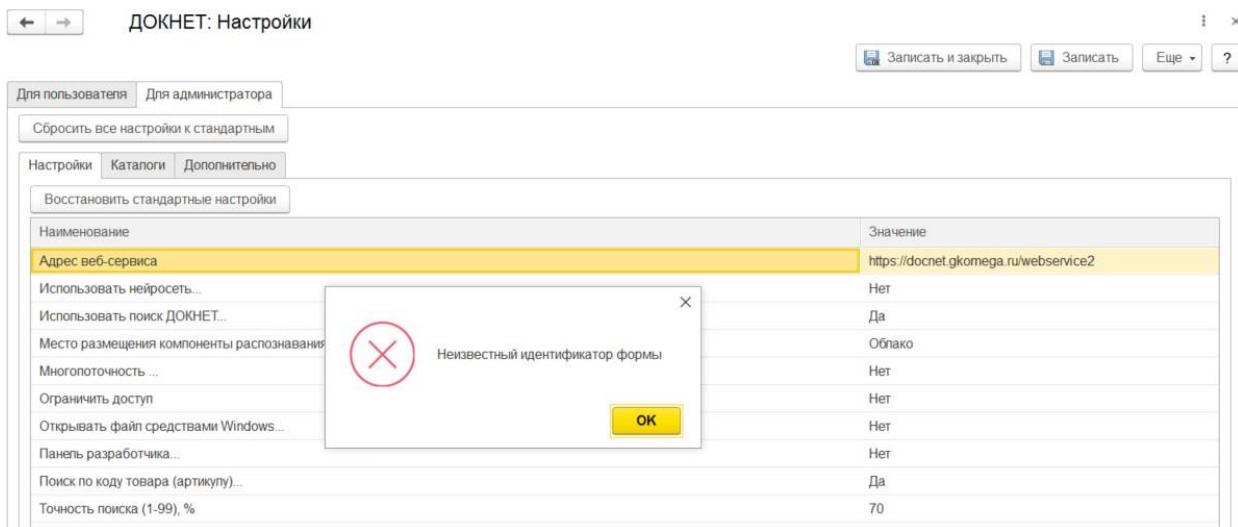 ДОКНЕТ: Настройки
Записать и закрыть Записать Еще ?
Для пользователя Для администратора
Сбросить все настройки к стандартным
Настройки Каталоги Дополнительно
Восстановить стандартные настройки
Наименование Значение
Адрес веб-сервиса https://docnet.gkomega.ru/webservice2
Использовать нейросеть... Нет
Использовать поиск ДОКНЕТ... Да
Место размещения компоненты распознавания Облако
Неизвестный идентификатор формы
Многопоточность ... Нет
Ограничить доступ Нет
OK
Открывать файл средствами Windows... Нет
Панель разработчика... Нет
Поиск по коду товара (артикулу)... Да
Точность поиска (1-99), % 70